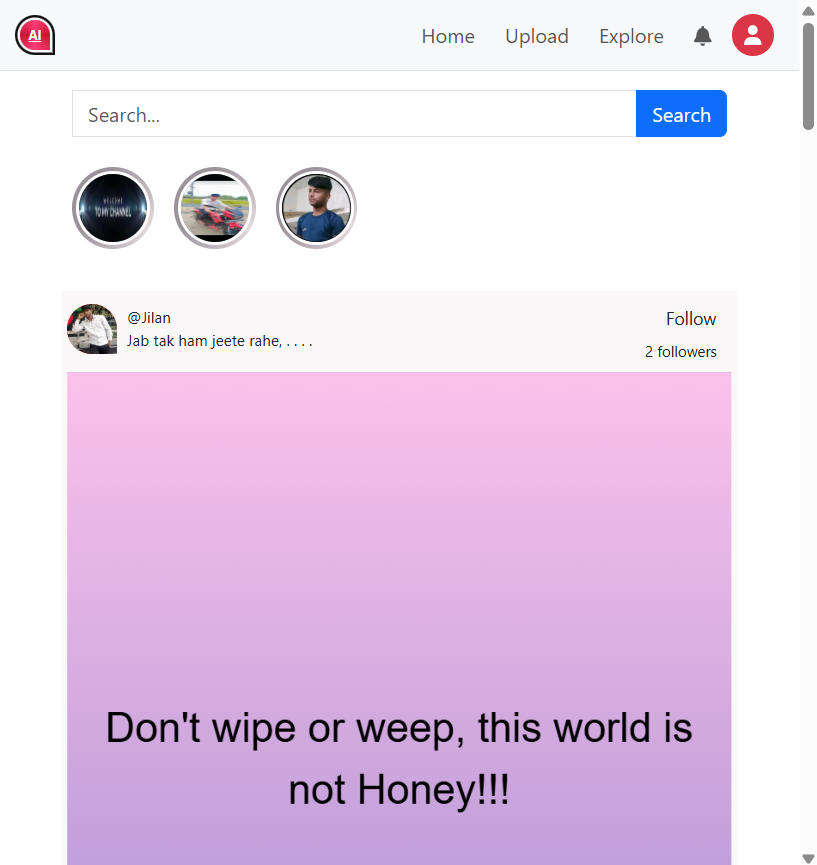 AI
Home Upload Explore
Search...
Search
WELCOME
TO MY CHANNEL
@Jilan
Follow
Jab tak ham jeete rahe, . . . .
2 followers
Don't wipe or weep, this world is
not Honey!!!